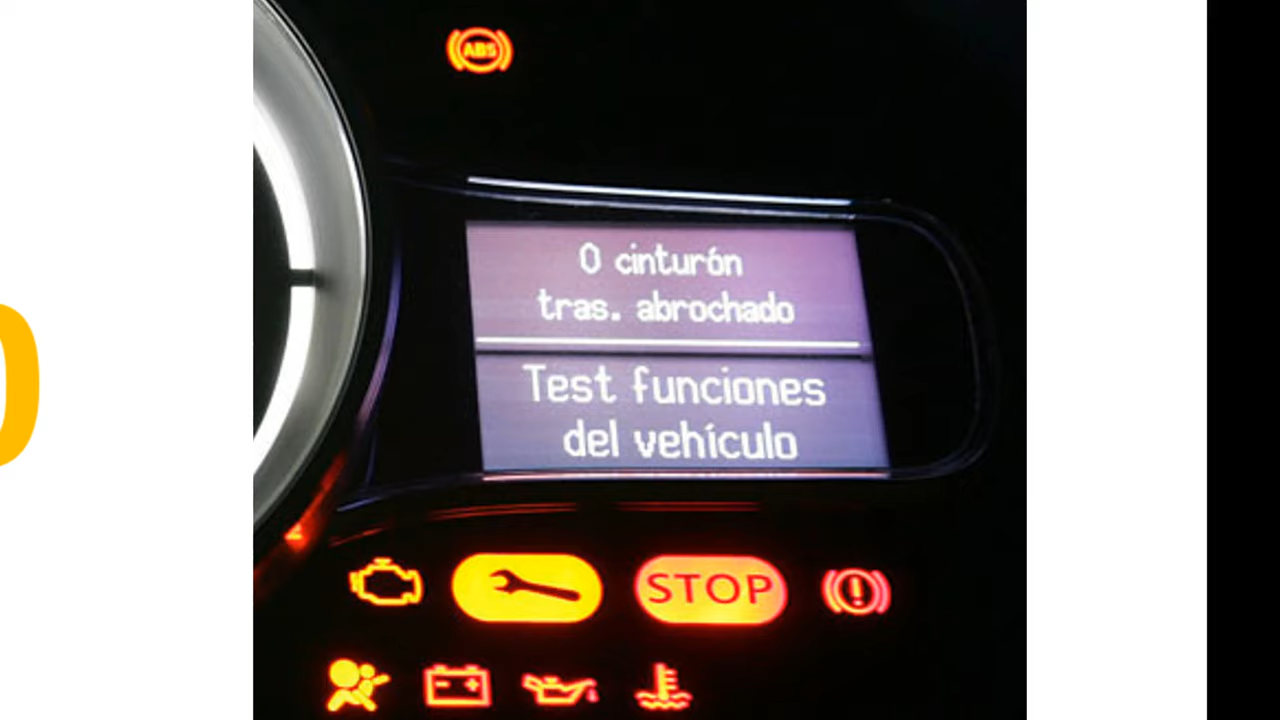 ABS
0 cinturón
tras. abrochado
Test funciones
del vehículo
STOP